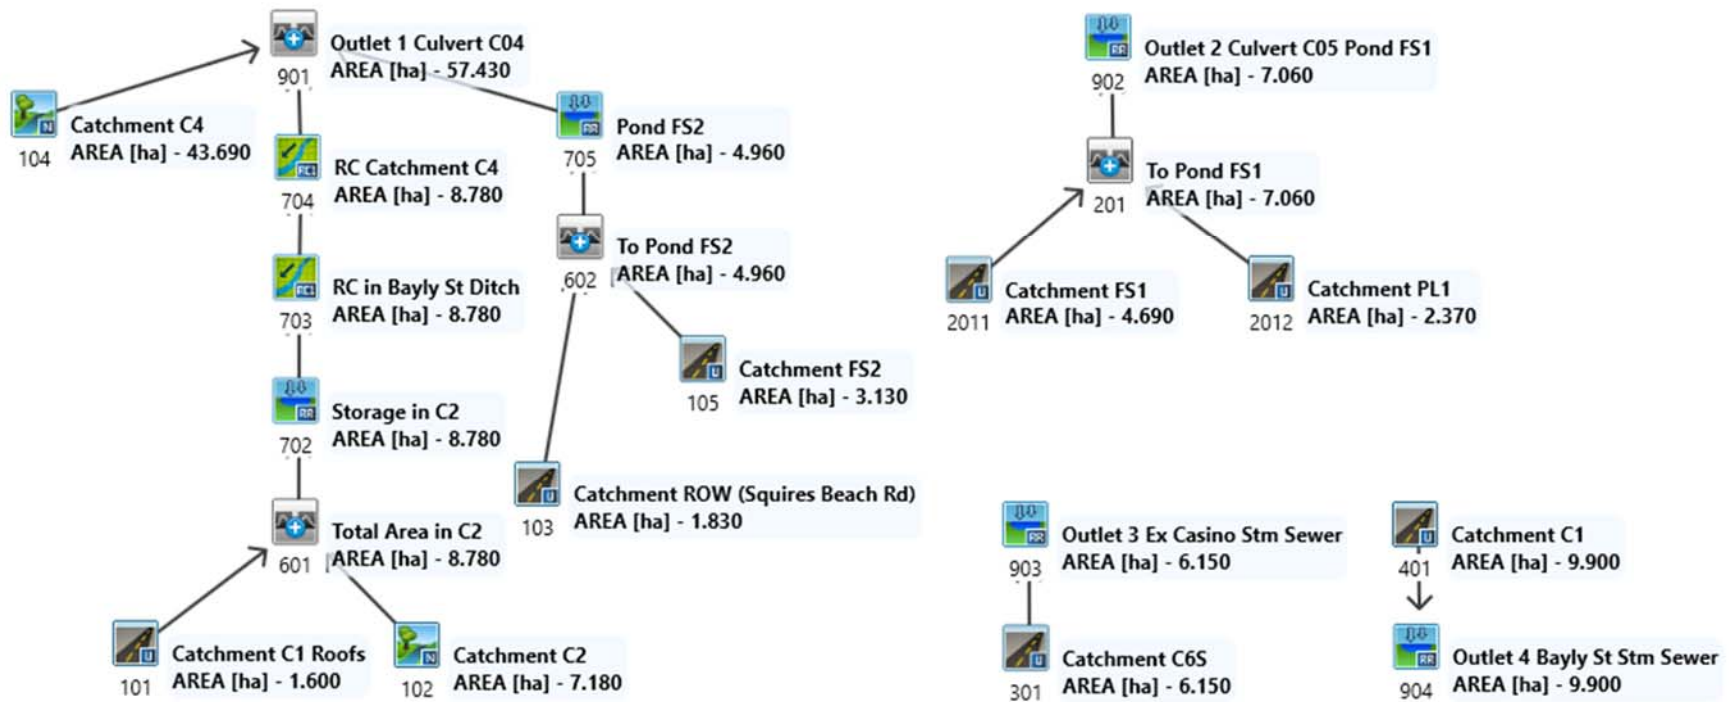 Outlet 1 Culvert C04
AREA [ha] - 57.430
901
Catchment C4
AREA [ha] - 43.690
104
RC Catchment C4
AREA [ha] - 8.780
704
Pond FS2
AREA [ha] - 4.960
705
To Pond FS2
AREA [ha] - 4.960
602
RC in Bayly St Ditch
AREA [ha] - 8.780
703
Catchment FS2
AREA [ha] - 3.130
105
Storage in C2
AREA [ha] - 8.780
702
Catchment ROW (Squires Beach Rd)
AREA [ha] - 1.830
103
Total Area in C2
AREA [ha] - 8.780
601
Catchment C1 Roofs
AREA [ha] - 1.600
101
Catchment C2
AREA [ha] - 7.180
102
Outlet 2 Culvert C05 Pond FS1
AREA [ha] - 7.060
902
To Pond FS1
AREA [ha] - 7.060
201
Catchment FS1
AREA [ha] - 4.690
2011
Catchment PL1
AREA [ha] - 2.370
2012
Outlet 3 Ex Casino Stm Sewer
AREA [ha] - 6.150
903
Catchment C6S
AREA [ha] - 6.150
301
Catchment C1
AREA [ha] - 9.900
401
Outlet 4 Bayly St Stm Sewer
AREA [ha] - 9.900
904